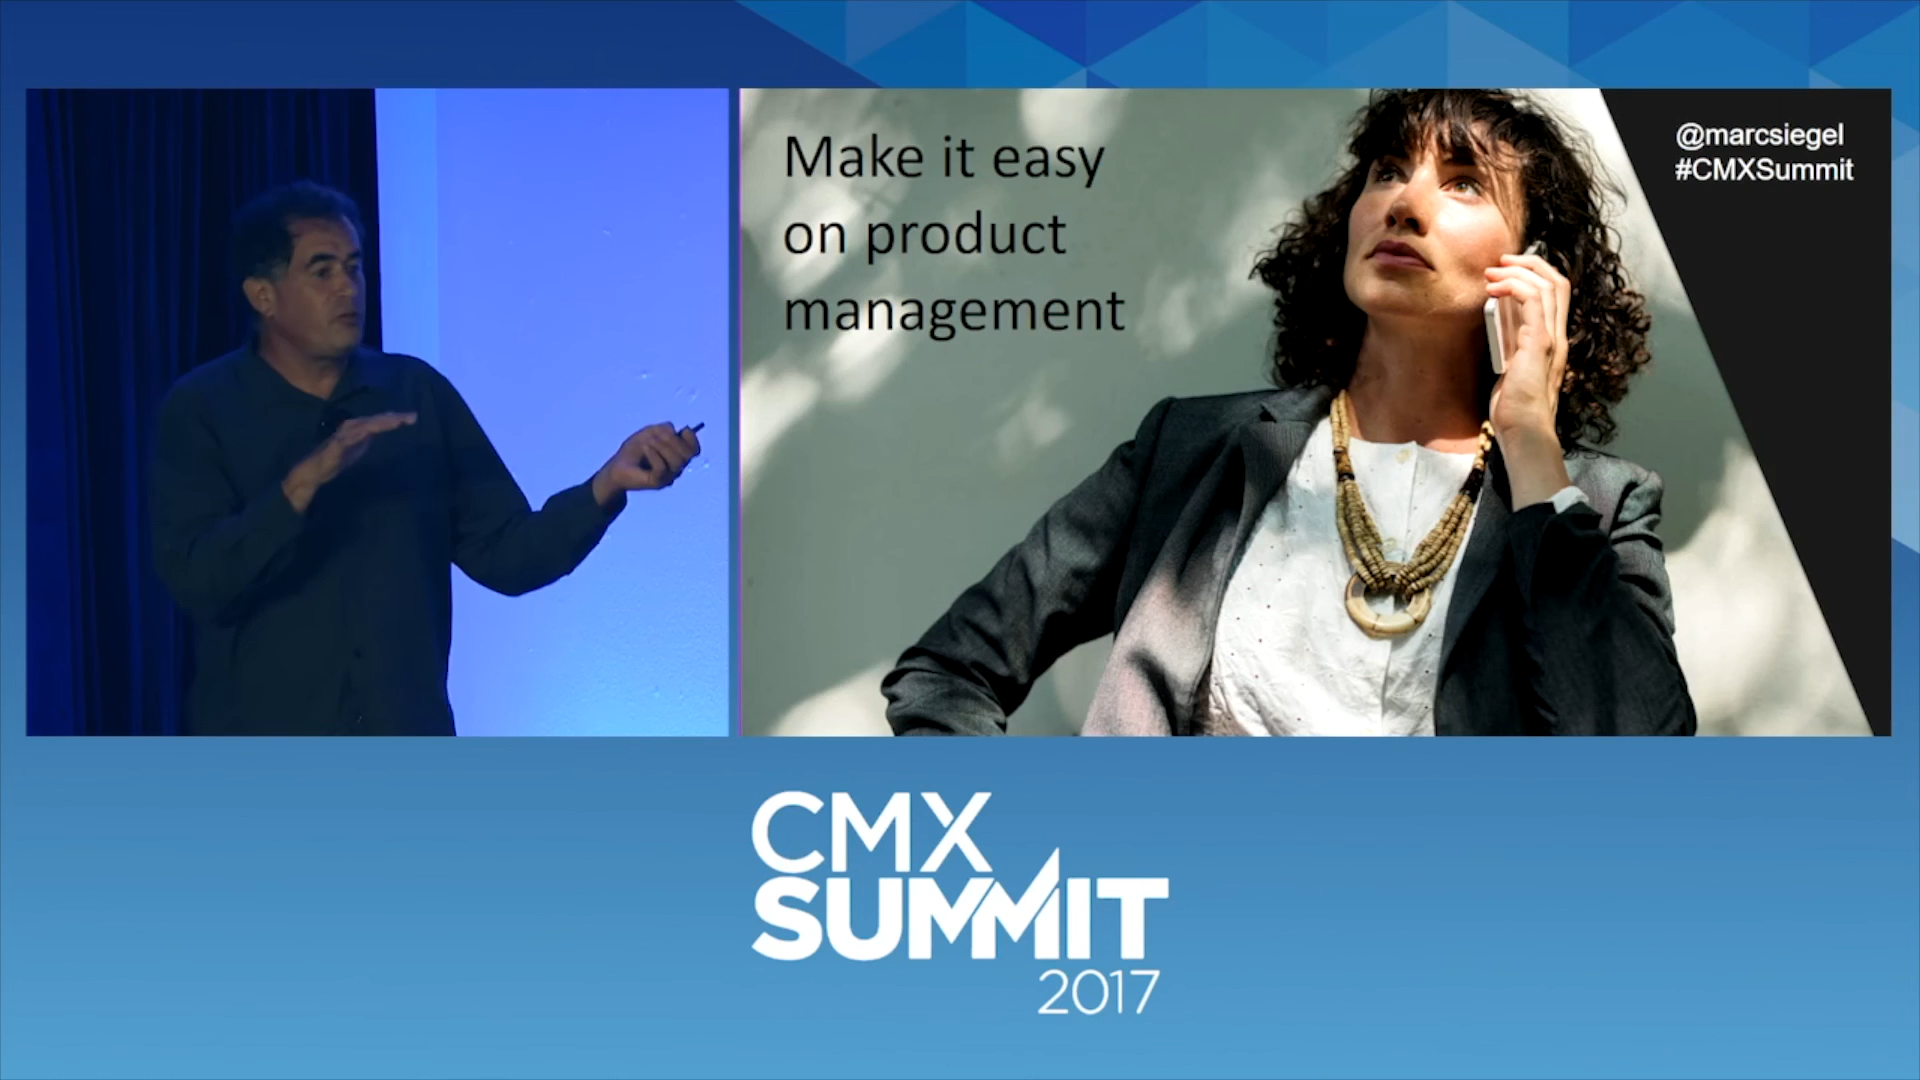 Make it easy
on product
management
@marcsiegel
#CMXSummit
CMX
SUMMIT
2017